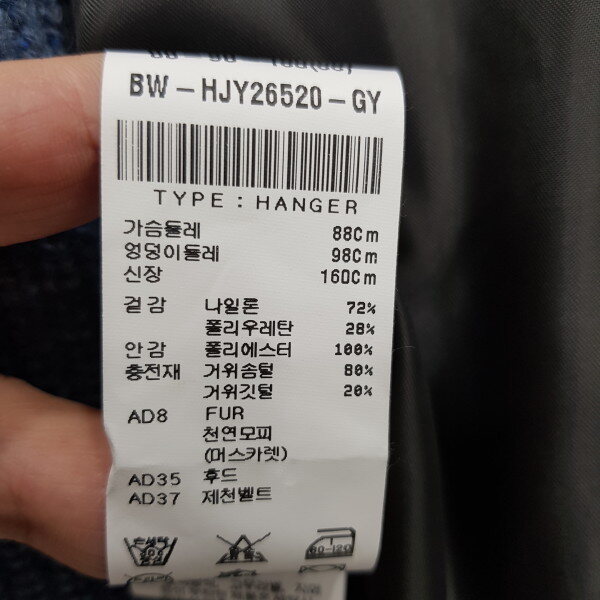 BW-HJY26520-GY
TYPE : HANGER
가슴둘레 88Cm
엉덩이둘레 98Cm
신장 160Cm
겉감 나일론 72%
폴리우레탄 28%
안감 폴리에스터 100%
충전재 거위솜털 80%
거위깃털 20%
AD8 FUR
천연모피
(머스카렛)
AD35 후드
AD37 제천벨트
80-120